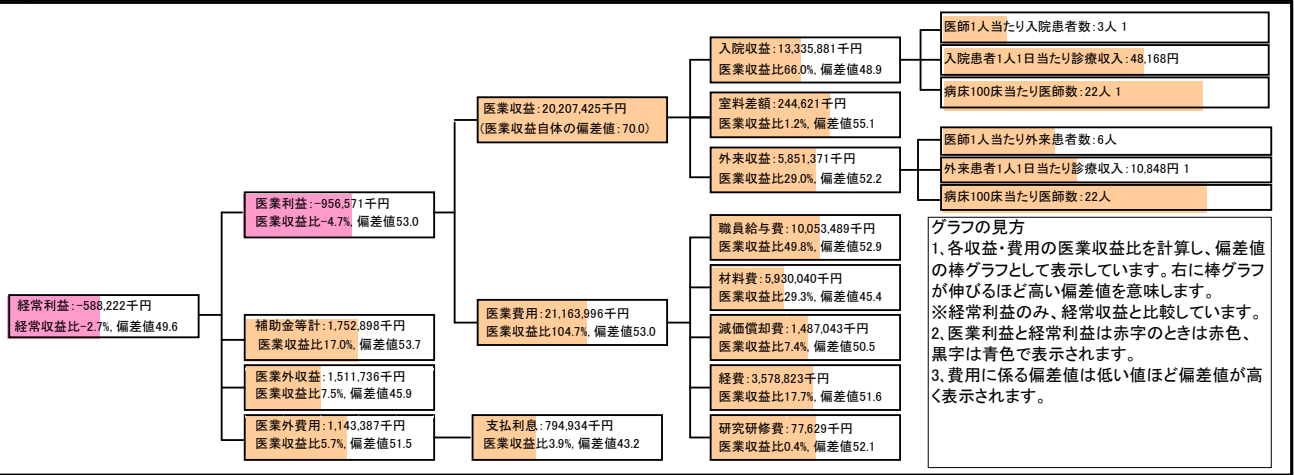 経常利益:-588,222千円
経常収益比-2.7%, 偏差値49.6
医業利益:-956,571千円
医業収益比-4.7%, 偏差値53.0
補助金等計:1,752,898千円
医業収益比17.0%, 偏差値53.7
医業外収益:1,511,736千円
医業収益比7.5%, 偏差値45.9
医業外費用:1,143,387千円
医業収益比5.7%, 偏差値51.5
支払利息:794,934千円
医業収益比3.9%, 偏差値43.2
医業収益:20,207,425千円
(医業収益自体の偏差値:70.0)
医業費用:21,163,996千円
医業収益比104.7%, 偏差値53.0
入院収益:13,335,881千円
医業収益比66.0%, 偏差値48.9
室料差額:244,621千円
医業収益比1.2%, 偏差値55.1
外来収益:5,851,371千円
医業収益比29.0%, 偏差値52.2
職員給与費:10,053,489千円
医業収益比49.8%, 偏差値52.9
材料費:5,930,040千円
医業収益比29.3%, 偏差値45.4
減価償却費:1,487,043千円
医業収益比7.4%, 偏差値50.5
経費:3,578,823千円
医業収益比17.7%, 偏差値51.6
研究研修費:77,629千円
医業収益比0.4%, 偏差値52.1
医師1人当たり入院患者数:3人 1
入院患者1人1日当たり診療収入:48,168円
病床100床当たり医師数:22人 1
医師1人当たり外来患者数:6人
外来患者1人1日当たり診療収入:10,848円 1
病床100床当たり医師数:22人
グラフの見方
1、各収益・費用の医業収益比を計算し、偏差値
の棒グラフとして表示しています。右に棒グラフ
が伸びるほど高い偏差値を意味します。
※経常利益のみ、経常収益と比較しています。
2、医業利益と経常利益は赤字のときは赤色、
黒字は青色で表示されます。
3、費用に係る偏差値は低い値ほど偏差値が高
く表示されます。